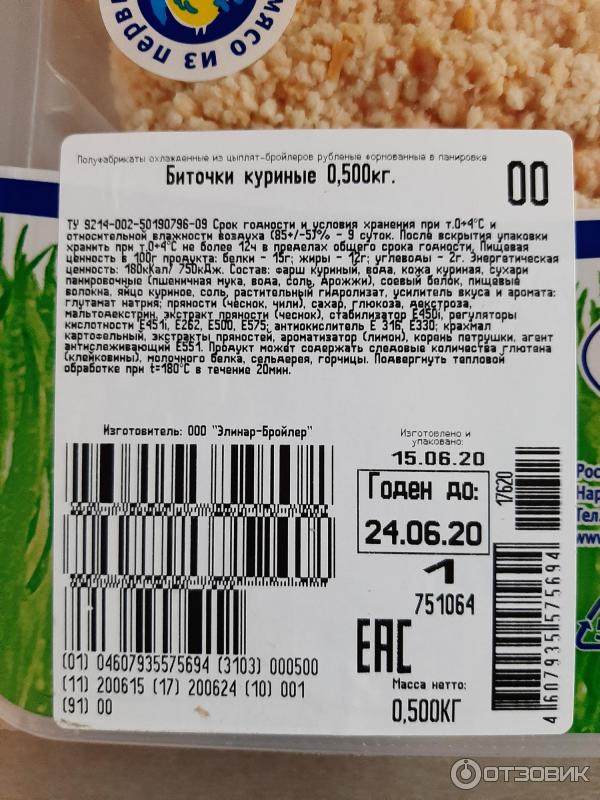 мясо из перв
Полуфабрикаты охлажденные из цыплят-бройлеров рубленые формованные в панировке
Биточки куриные 0,500кг.
00
ТУ 9214-002-50190796-09 Срок годности и условия хранения при т.0+4°С и
относительной влажности воздуха (85+/-5)% - 9 суток. После вскрытия упаковки
хранить при т.0+4°С не более 12ч в пределах общего срока годности. Пищевая
ценность в 100г продукта: белки - 15г; жиры - 12г; углеводы - 2г. Энергетическая
ценность: 180кКал/ 750кДж. Состав: фарш куриный, вода, кожа куриная, сухари
панировочные (пшеничная мука, вода, соль, дрожжи), соевый белок, пищевые
волокна, яйцо куриное, соль, растительный гидролизат, усилитель вкуса и аромата:
глутамат натрия; пряности (чеснок, чили), сахар, глюкоза, декстроза,
мальтодекстрин, экстракт пряности (чеснок), стабилизатор Е450i, регуляторы
кислотности Е451i, Е262, Е500, Е575; антиокислитель Е 316, Е330; крахмал
картофельный, экстракты пряностей, ароматизатор (лимон), корень петрушки, агент
антислеживающий Е551. Продукт может содержать следовые количества глютена
(клейковины), молочного белка, сельдерея, горчицы. Подвергнуть тепловой
обработке при t=180°С в течение 20мин.
Изготовитель: ООО "Элинар-Бройлер"
Изготовлено и
упаковано:
15.06.20
Годен до:
24.06.20
1
751064
17620
EAC
Масса нетто:
0,500КГ
4607935575694
(01) 04607935575694 (3103) 000500
(11) 200615 (17) 200624 (10) 001
(91) 00
Рос
Нар
Тел.
www
ОТЗОВИК